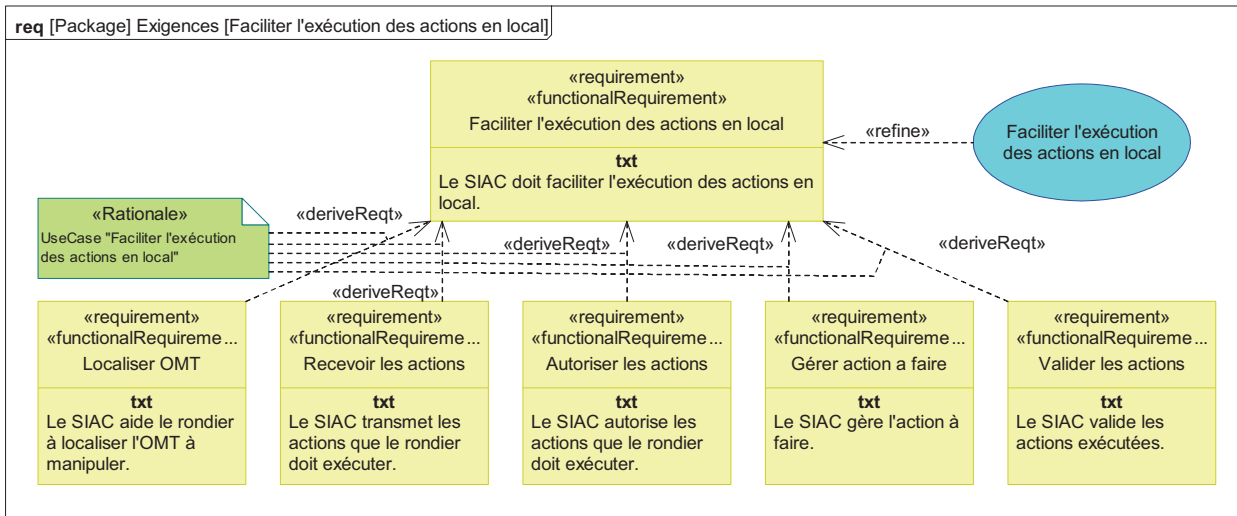 req [Package] Exigences [Faciliter l'exécution des actions en local]
«requirement»
«functionalRequirement»
Faciliter l'exécution des actions en local
txt
Le SIAC doit faciliter l'exécution des actions en
local.
«refine»
Faciliter l'exécution
des actions en local
«Rationale»
UseCase "Faciliter l'exécution
des actions en local"
«deriveReqt»
«deriveReqt»
«deriveReqt»
«deriveReqt»
«deriveReqt»
«requirement»
«functionalRequireme...
Localiser OMT
txt
Le SIAC aide le rondier
à localiser l'OMT à
manipuler.
«requirement»
«functionalRequireme...
Recevoir les actions
txt
Le SIAC transmet les
actions que le rondier
doit exécuter.
«requirement»
«functionalRequireme...
Autoriser les actions
txt
Le SIAC autorise les
actions que le rondier
doit exécuter.
«requirement»
«functionalRequireme...
Gérer action a faire
txt
Le SIAC gère l'action à
faire.
«requirement»
«functionalRequireme...
Valider les actions
txt
Le SIAC valide les
actions exécutées.